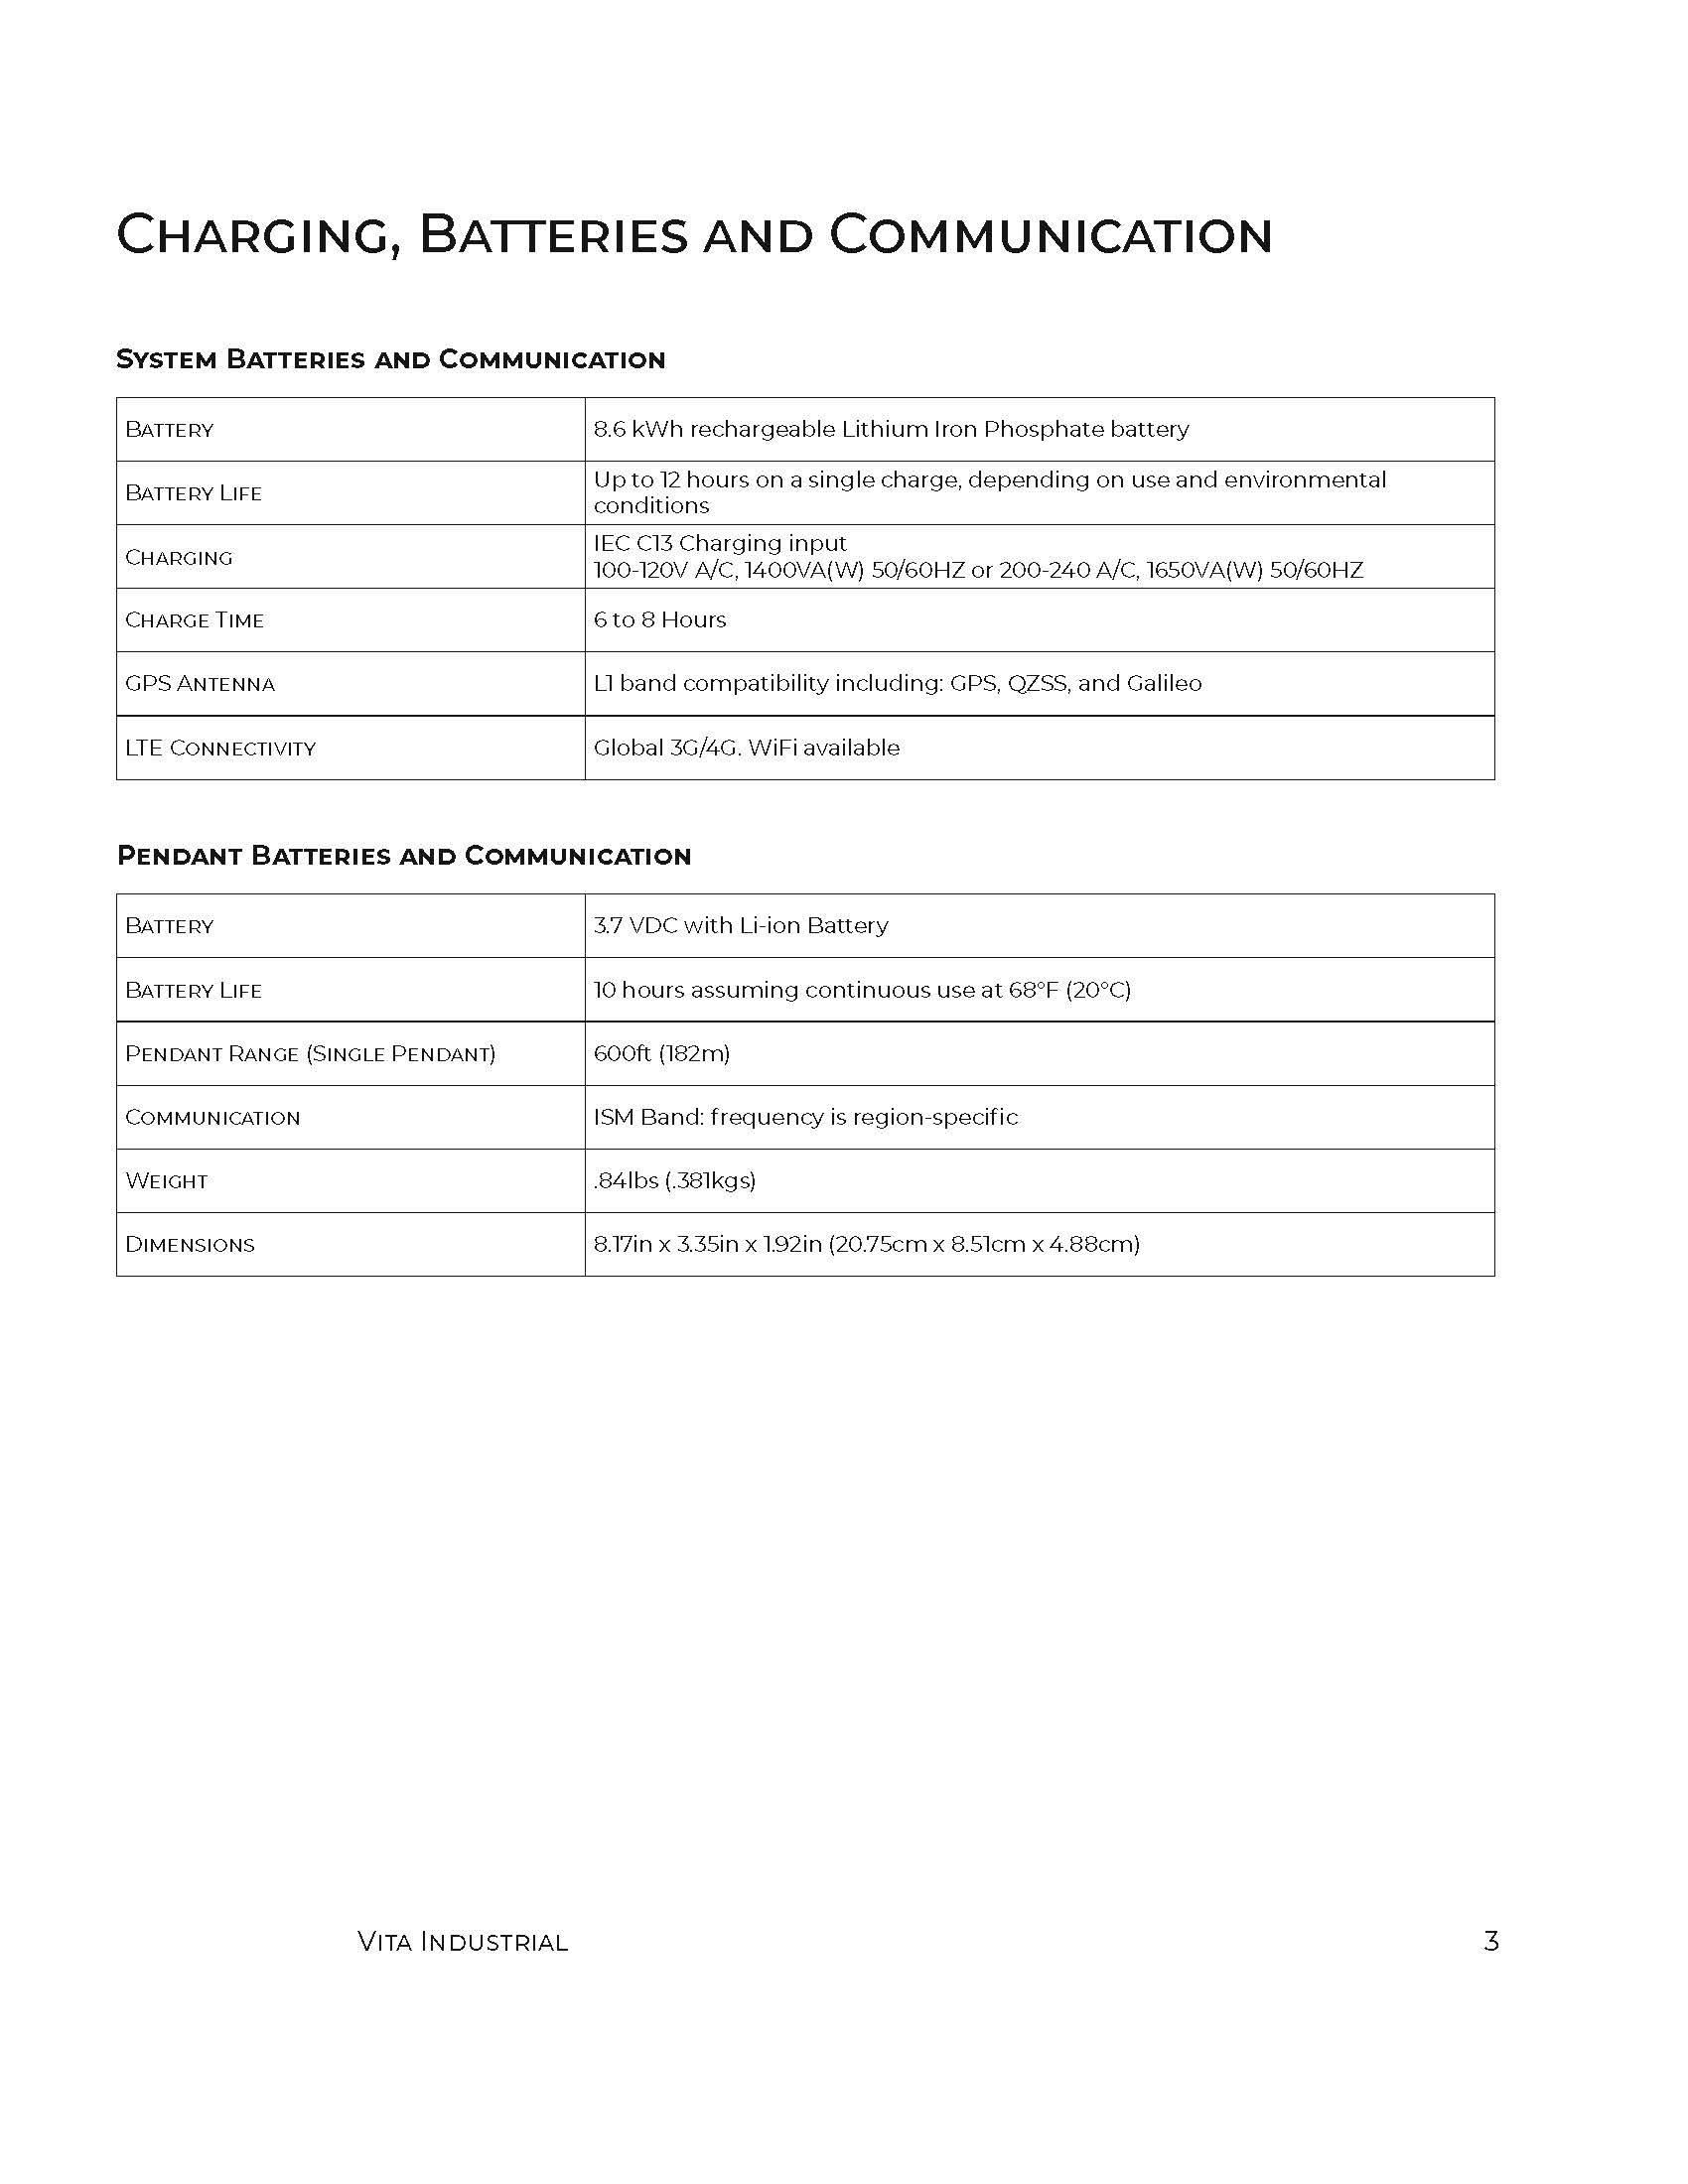 Charging, Batteries and Communication
System Batteries and Communication
Battery
8.6 kWh rechargeable Lithium Iron Phosphate battery
Battery Life
Up to 12 hours on a single charge, depending on use and environmental
conditions
Charging
IEC C13 Charging input
100-120V A/C, 1400VA(W) 50/60HZ or 200-240 A/C, 1650VA(W) 50/60HZ
Charge Time
6 to 8 Hours
GPS Antenna
L1 band compatibility including: GPS, QZSS, and Galileo
LTE Connectivity
Global 3G/4G. WiFi available
Pendant Batteries and Communication
Battery
3.7 VDC with Li-ion Battery
Battery Life
10 hours assuming continuous use at 68°F (20°C)
Pendant Range (Single Pendant)
600ft (182m)
Communication
ISM Band: frequency is region-specific
Weight
.84lbs (.381kgs)
Dimensions
8.17in x 3.35in x 1.92in (20.75cm x 8.51cm x 4.88cm)
Vita Industrial
3